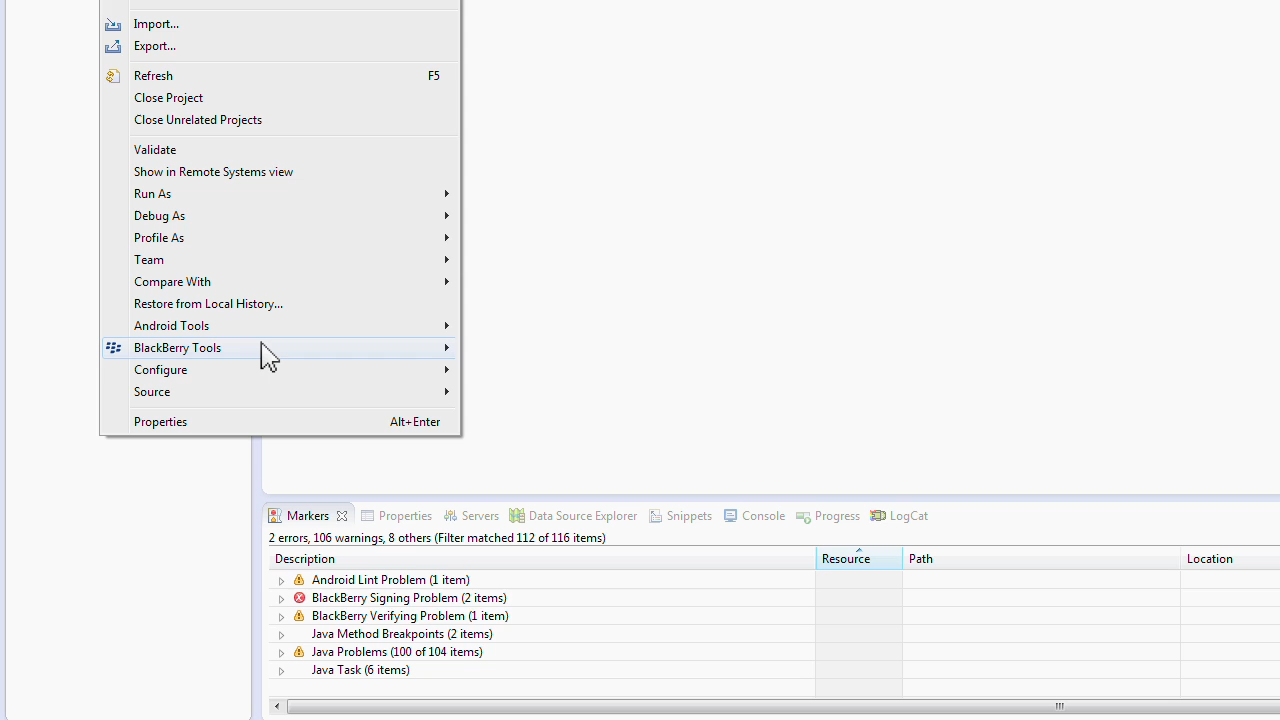 Import...
Export...
Refresh F5
Close Project
Close Unrelated Projects
Validate
Show in Remote Systems view
Run As
Debug As
Profile As
Team
Compare With
Restore from Local History...
Android Tools
BlackBerry Tools
Configure
Source
Properties Alt+Enter
Markers Properties Servers Data Source Explorer Snippets Console Progress LogCat
2 errors, 106 warnings, 8 others (Filter matched 112 of 116 items)
Description Resource Path Location
Android Lint Problem (1 item)
BlackBerry Signing Problem (2 items)
BlackBerry Verifying Problem (1 item)
Java Method Breakpoints (2 items)
Java Problems (100 of 104 items)
Java Task (6 items)